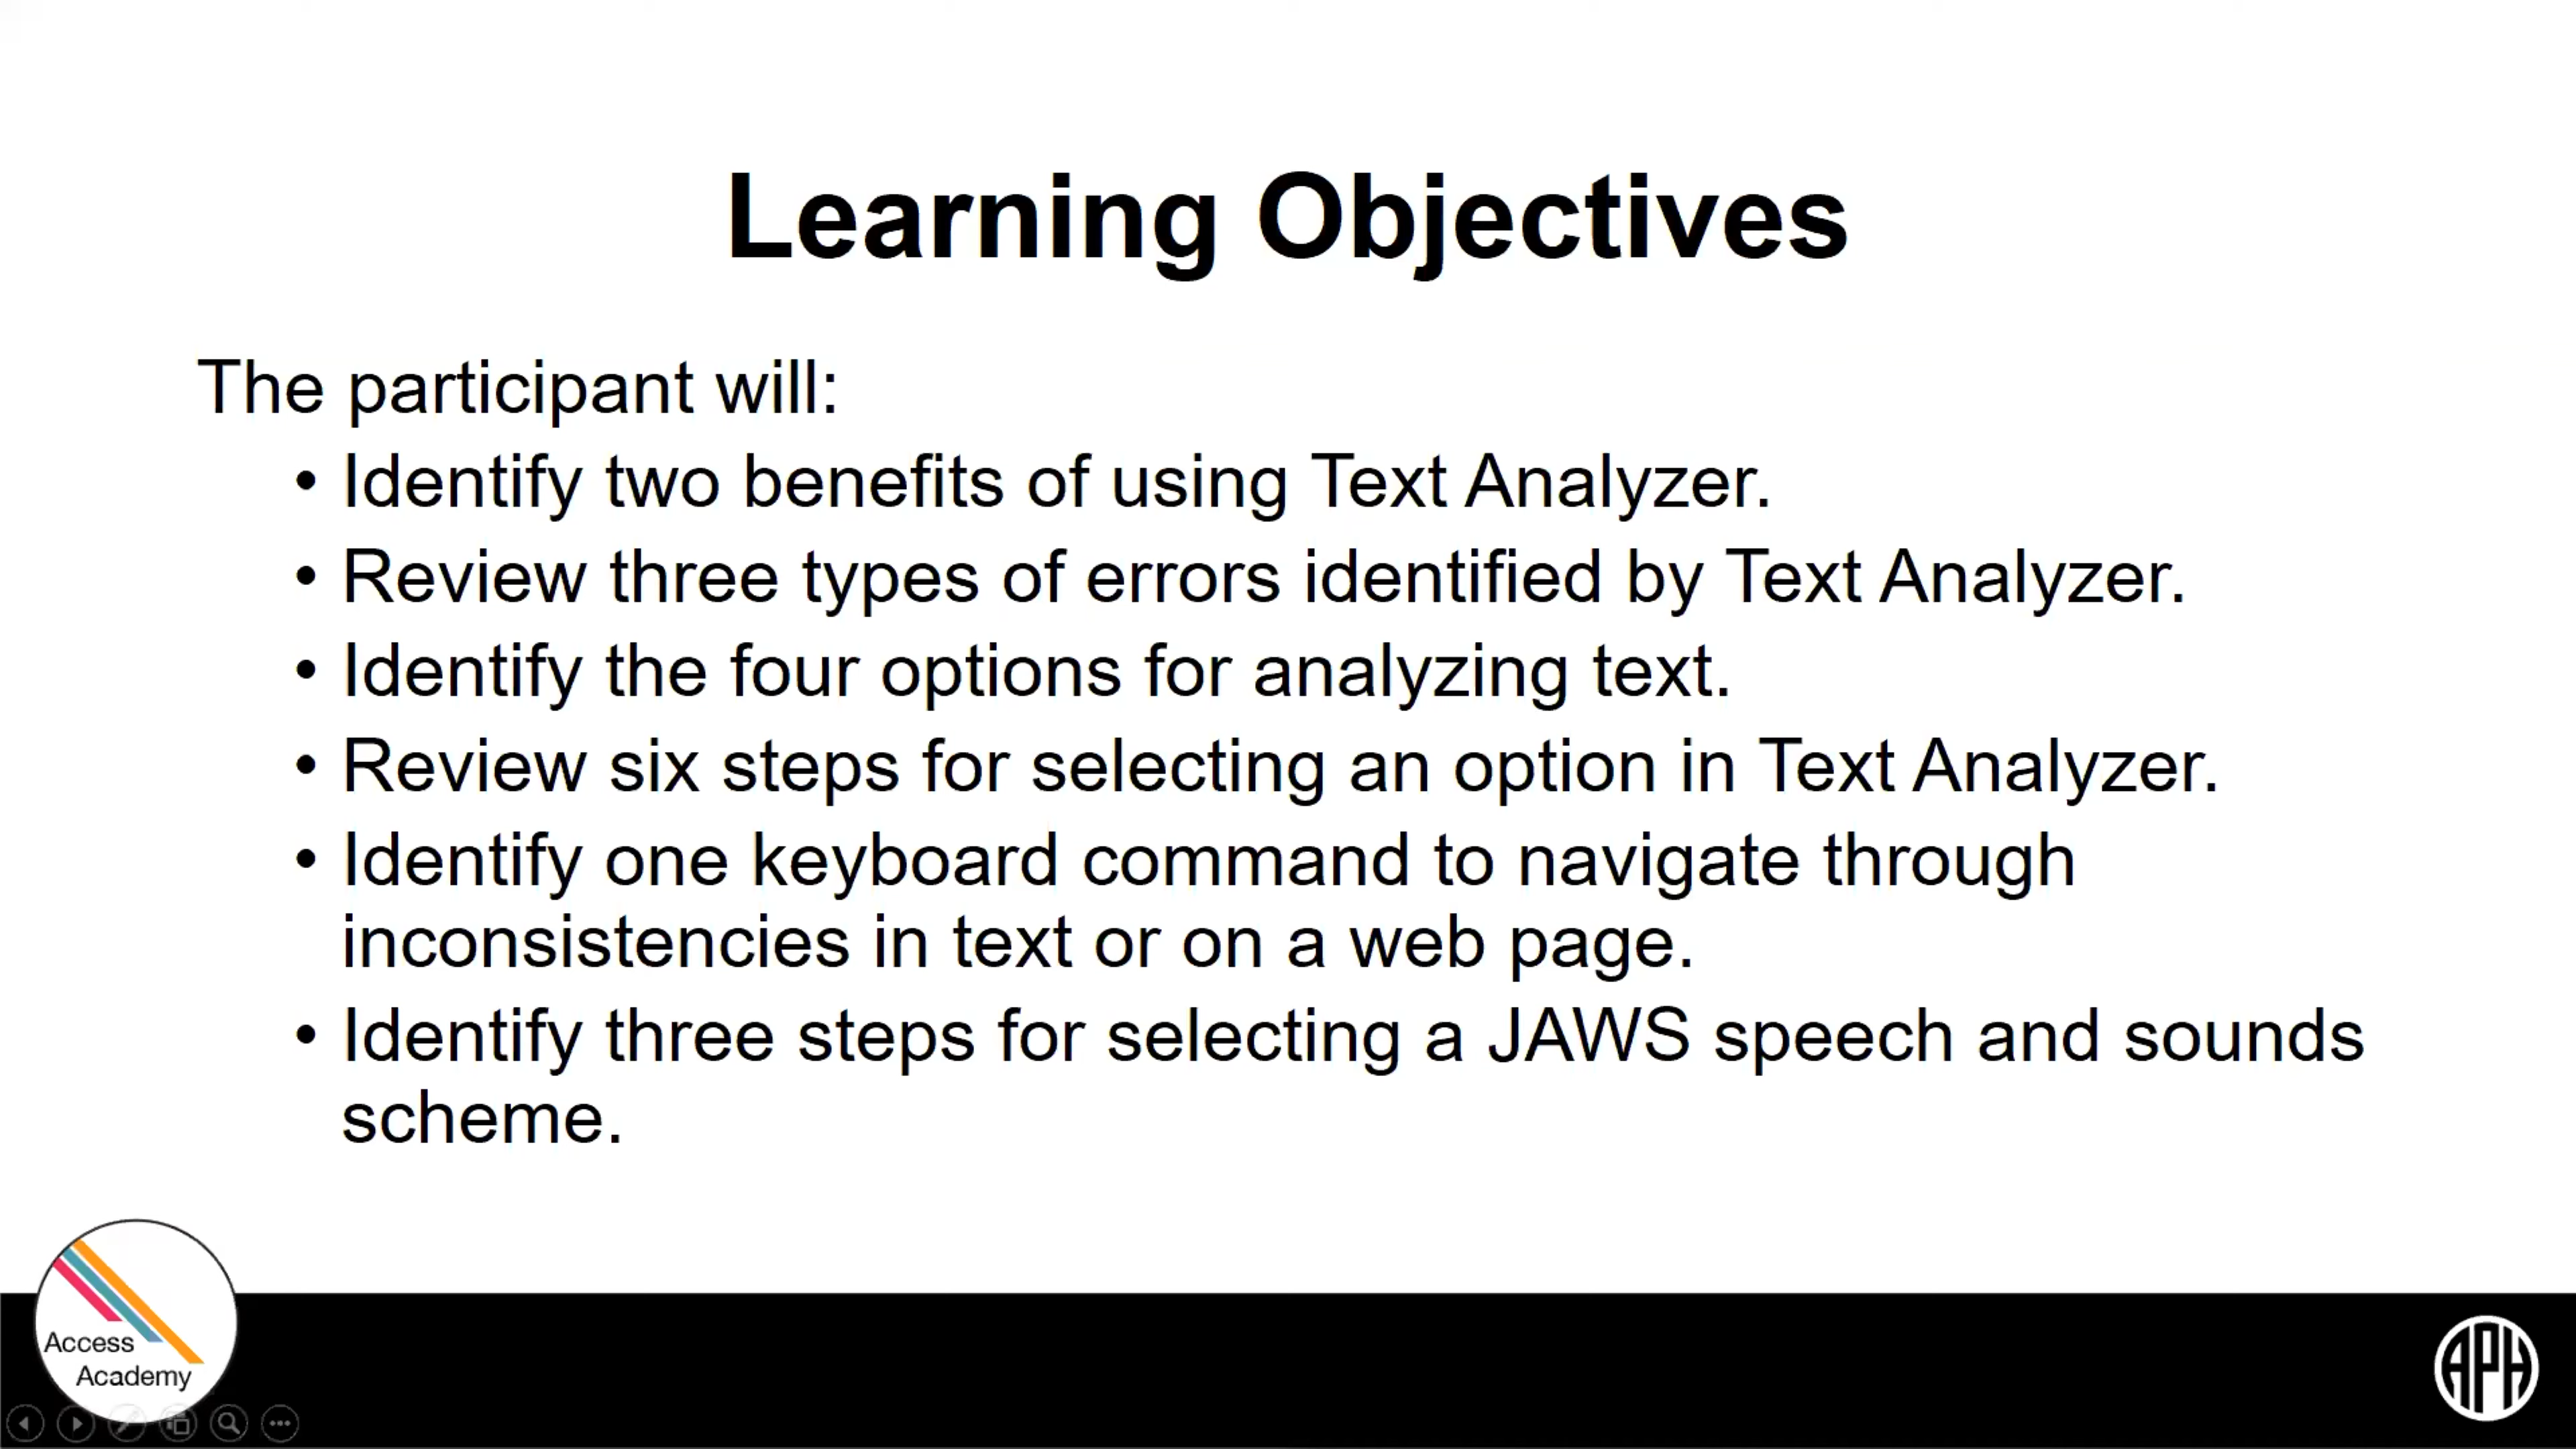 Learning Objectives
The participant will:
• Identify two benefits of using Text Analyzer.
• Review three types of errors identified by Text Analyzer.
• Identify the four options for analyzing text.
• Review six steps for selecting an option in Text Analyzer.
• Identify one keyboard command to navigate through
inconsistencies in text or on a web page.
• Identify three steps for selecting a JAWS speech and sounds
scheme.
Access
Academy
APH